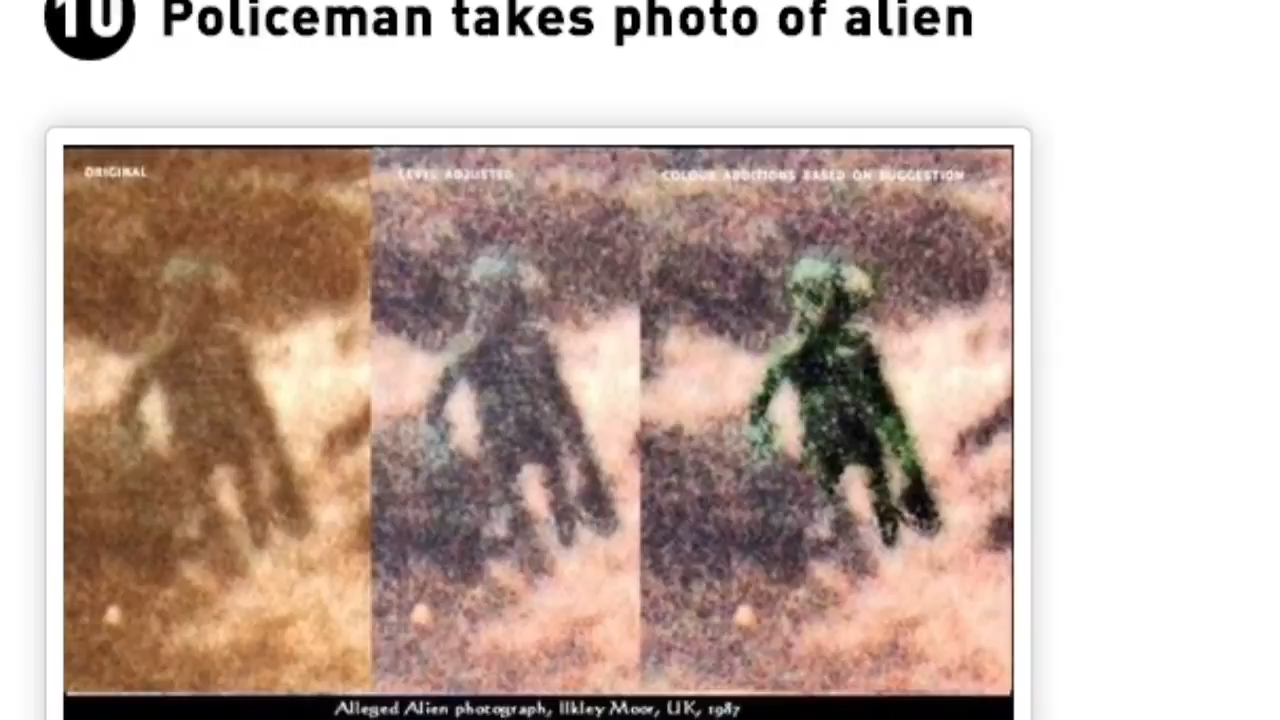 10 Policeman takes photo of alien
ORIGINAL
LEVEL ADJUSTED
COLOUR ADDITIONS BASED ON SUGGESTION
Alleged Alien photograph, Ilkley Moor, UK, 1987